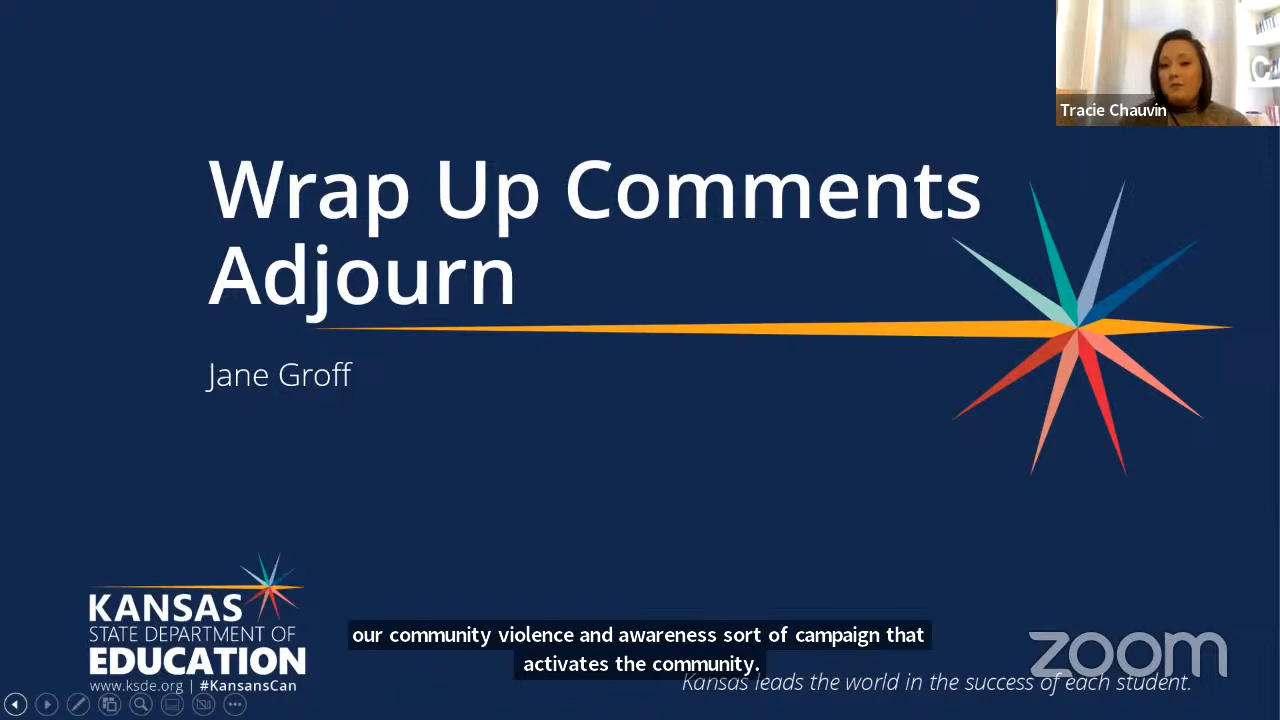 Tracie Chauvin
Wrap Up Comments
Adjourn
Jane Groff
KANSAS
STATE DEPARTMENT OF
EDUCATION
www.ksde.org | #KansansCan
our community violence and awareness sort of campaign that
activates the community.
zoom
Kansas leads the world in the success of each student.